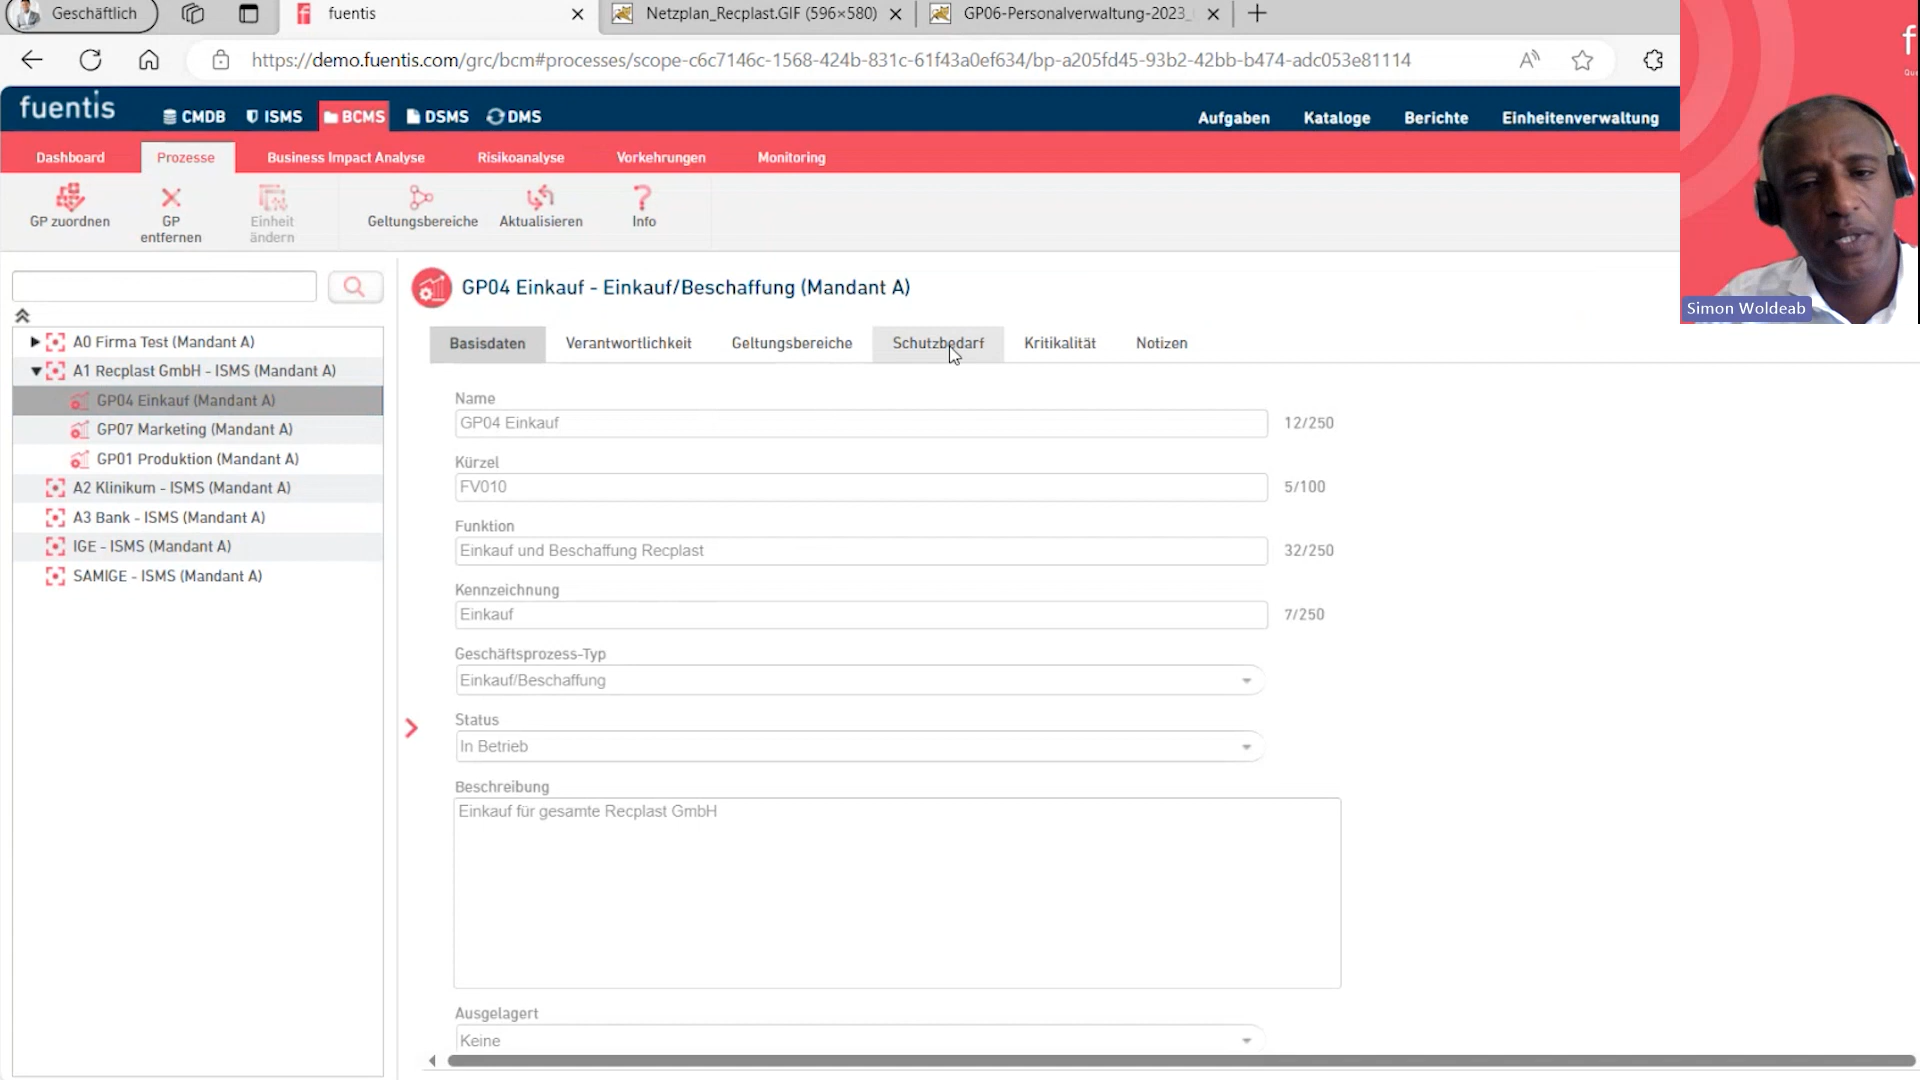 Geschäftlich
fuentis
Netzplan_Recplast.GIF (596×580)
GP06-Personalverwaltung-2023_
https://demo.fuentis.com/grc/bcm#processes/scope-c6c7146c-1568-424b-831c-61f43a0ef634/bp-a205fd45-93b2-42bb-b474-adc053e81114
fuentis
CMDB ISMS BCMS DSMS DMS
Aufgaben Kataloge Berichte Einheitenverwaltung
Dashboard Prozesse Business Impact Analyse Risikoanalyse Vorkehrungen Monitoring
GP zuordnen
GP entfernen
Einheit ändern
Geltungsbereiche
Aktualisieren
Info
Simon Woldeab
A0 Firma Test (Mandant A)
A1 Recplast GmbH - ISMS (Mandant A)
GP04 Einkauf (Mandant A)
GP07 Marketing (Mandant A)
GP01 Produktion (Mandant A)
A2 Klinikum - ISMS (Mandant A)
A3 Bank - ISMS (Mandant A)
IGE - ISMS (Mandant A)
SAMIGE - ISMS (Mandant A)
GP04 Einkauf - Einkauf/Beschaffung (Mandant A)
Basisdaten Verantwortlichkeit Geltungsbereiche Schutzbedarf Kritikalität Notizen
Name
GP04 Einkauf 12/250
Kürzel
FV010 5/100
Funktion
Einkauf und Beschaffung Recplast 32/250
Kennzeichnung
Einkauf 7/250
Geschäftsprozess-Typ
Einkauf/Beschaffung
Status
In Betrieb
Beschreibung
Einkauf für gesamte Recplast GmbH
Ausgelagert
Keine